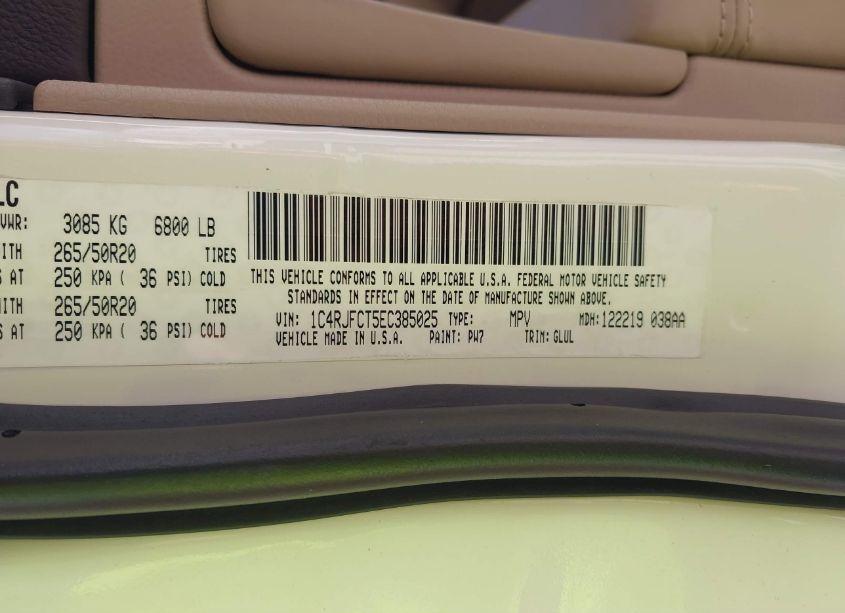 LC
VWR: 3085 KG 6800 LB
ITH 265/50R20 TIRES
S AT 250 KPA ( 36 PSI) COLD
ITH 265/50R20 TIRES
S AT 250 KPA ( 36 PSI) COLD
THIS VEHICLE CONFORMS TO ALL APPLICABLE U.S.A. FEDERAL MOTOR VEHICLE SAFETY
STANDARDS IN EFFECT ON THE DATE OF MANUFACTURE SHOWN ABOVE.
VIN: 1C4RJFCT5EC385025 TYPE: MPV MDH: 122219 038AA
VEHICLE MADE IN U.S.A. PAINT: PW7 TRIM: GLUL